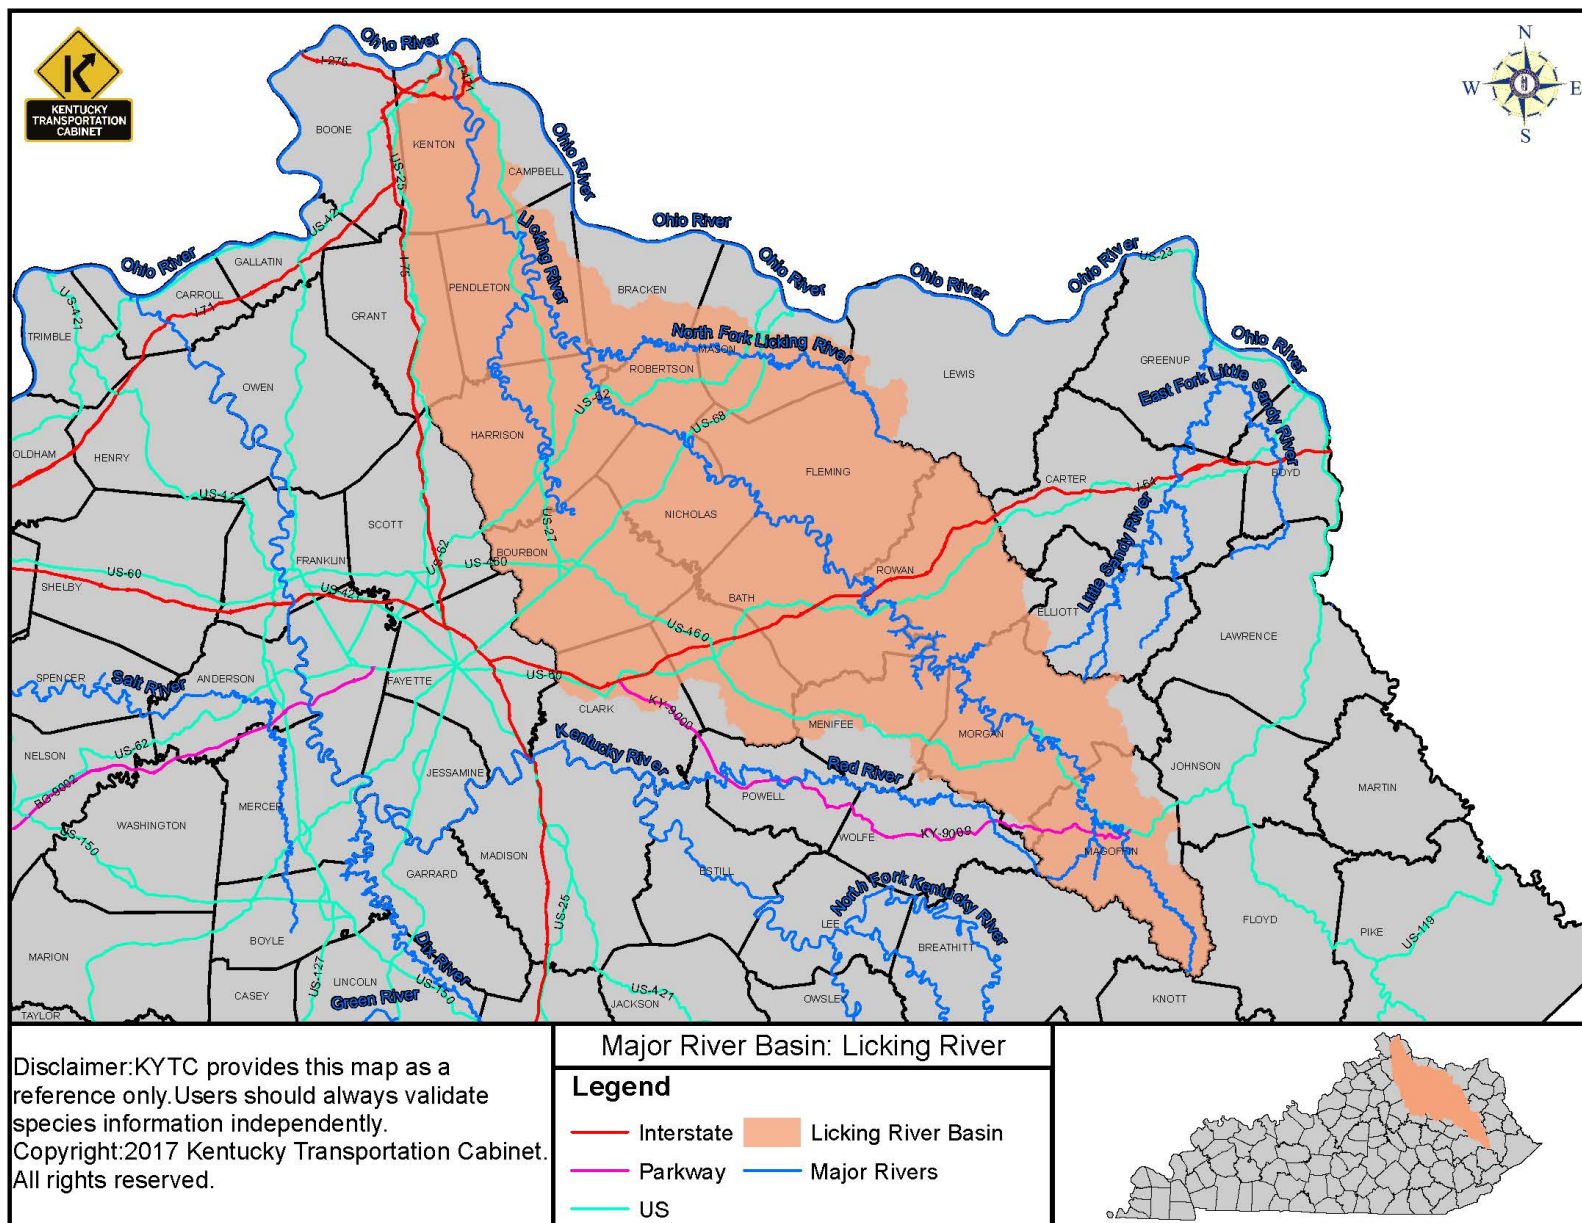 Ohio River
I-275
I-471
N
W
E
S
KENTUCKY
TRANSPORTATION
CABINET
BOONE
KENTON
CAMPBELL
Ohio River
US-25
US-42
Licking River
Ohio River
Ohio River
Ohio River
Ohio River
US-23
Ohio River
GALLATIN
CARROLL
I-71
I-75
PENDLETON
BRACKEN
Ohio River
US-421
TRIMBLE
GRANT
North Fork Licking River
MASON
ROBERTSON
LEWIS
GREENUP
Ohio River
East Fork Little Sandy River
OWEN
US-62
US-68
HARRISON
OLDHAM
HENRY
FLEMING
CARTER
I-64
BOYD
US-421
SCOTT
NICHOLAS
US-27
Little Sandy River
FRANKLIN
US-62
BOURBON
US-460
US-60
SHELBY
US-421
ROWAN
BATH
ELLIOTT
US-460
LAWRENCE
SPENCER
Salt River
ANDERSON
FAYETTE
US-60
CLARK
KY-9000
MENIFEE
MORGAN
NELSON
US-62
BG-9002
JESSAMINE
Kentucky River
Red River
JOHNSON
MARTIN
MERCER
POWELL
WASHINGTON
US-150
WOLFE
KY-9009
MAGOFFIN
MADISON
GARRARD
ESTILL
North Fork Kentucky River
US-25
LEE
BREATHITT
FLOYD
PIKE
US-119
BOYLE
Dix River
MARION
LINCOLN
US-127
US-150
CASEY
Green River
US-421
JACKSON
OWSLEY
KNOTT
TAYLOR
Disclaimer:KYTC provides this map as a
reference only.Users should always validate
species information independently.
Copyright:2017 Kentucky Transportation Cabinet.
All rights reserved.
Major River Basin: Licking River
Legend
Interstate
Licking River Basin
Parkway
Major Rivers
US